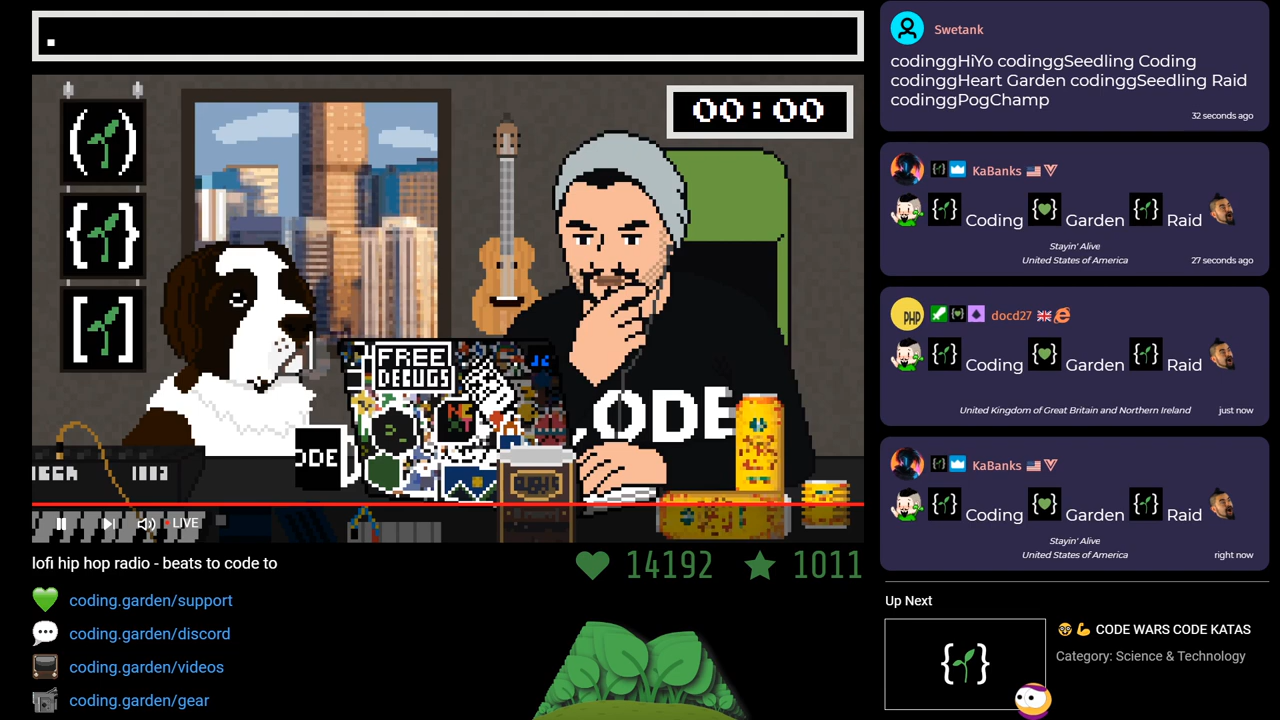 .
00:00
FREE
DEBUGS
CODE
ODE
LIVE
lofi hip hop radio - beats to code to
14192
1011
coding.garden/support
coding.garden/discord
coding.garden/videos
coding.garden/gear
Swetank
codinggHiYo codinggSeedling Coding
codinggHeart Garden codinggSeedling Raid
codinggPogChamp
32 seconds ago
KaBanks
Coding Garden Raid
Stayin' Alive
United States of America
27 seconds ago
PHP
docd27
Coding Garden Raid
United Kingdom of Great Britain and Northern Ireland
just now
KaBanks
Coding Garden Raid
Stayin' Alive
United States of America
right now
Up Next
CODE WARS CODE KATAS
Category: Science & Technology